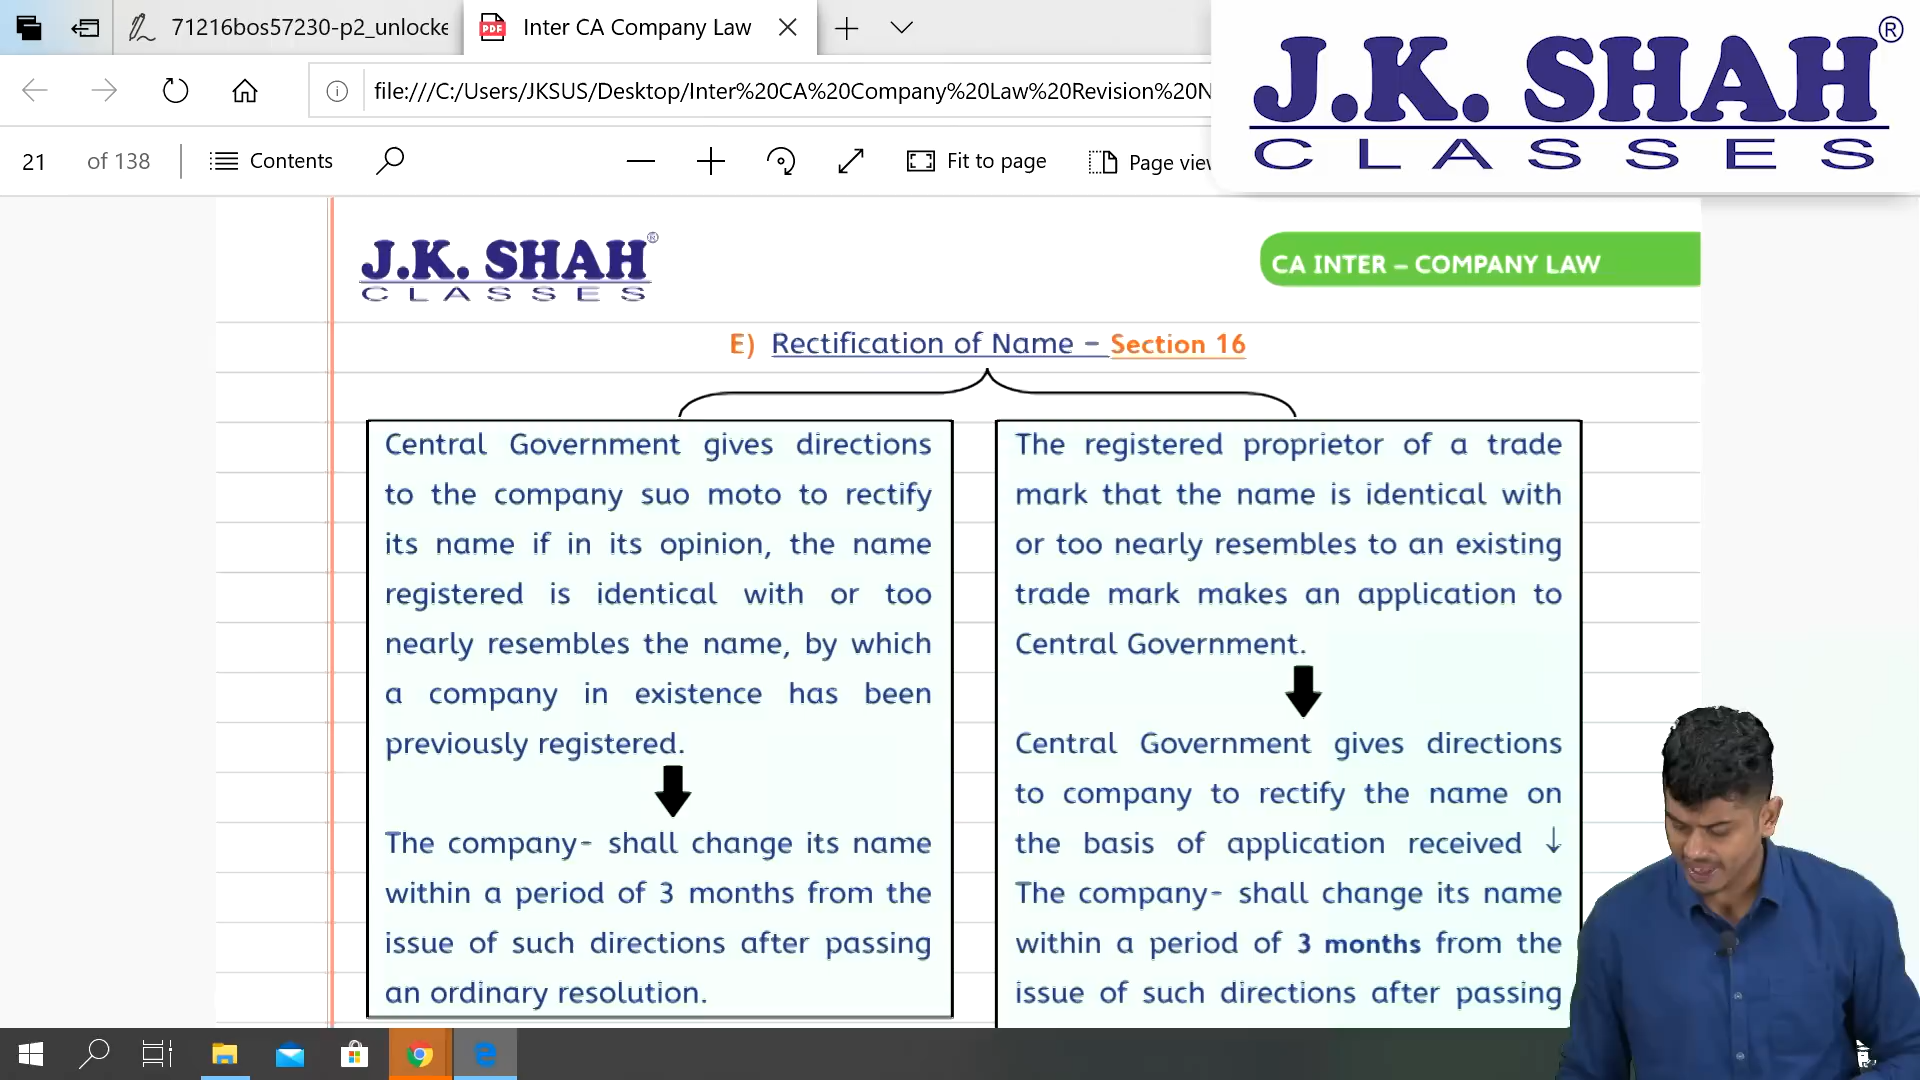 71216bos57230-p2_unlocke
PDF
Inter CA Company Law
file:///C:/Users/JKSUS/Desktop/Inter%20CA%20Company%20Law%20Revision%20N
J.K. SHAH®
CLASSES
21 of 138
Contents
Fit to page
Page view
J.K. SHAH®
CLASSES
CA INTER – COMPANY LAW
E) Rectification of Name – Section 16
Central Government gives directions
to the company suo moto to rectify
its name if in its opinion, the name
registered is identical with or too
nearly resembles the name, by which
a company in existence has been
previously registered.
The company- shall change its name
within a period of 3 months from the
issue of such directions after passing
an ordinary resolution.
The registered proprietor of a trade
mark that the name is identical with
or too nearly resembles to an existing
trade mark makes an application to
Central Government.
Central Government gives directions
to company to rectify the name on
the basis of application received ↓
The company- shall change its name
within a period of 3 months from the
issue of such directions after passing